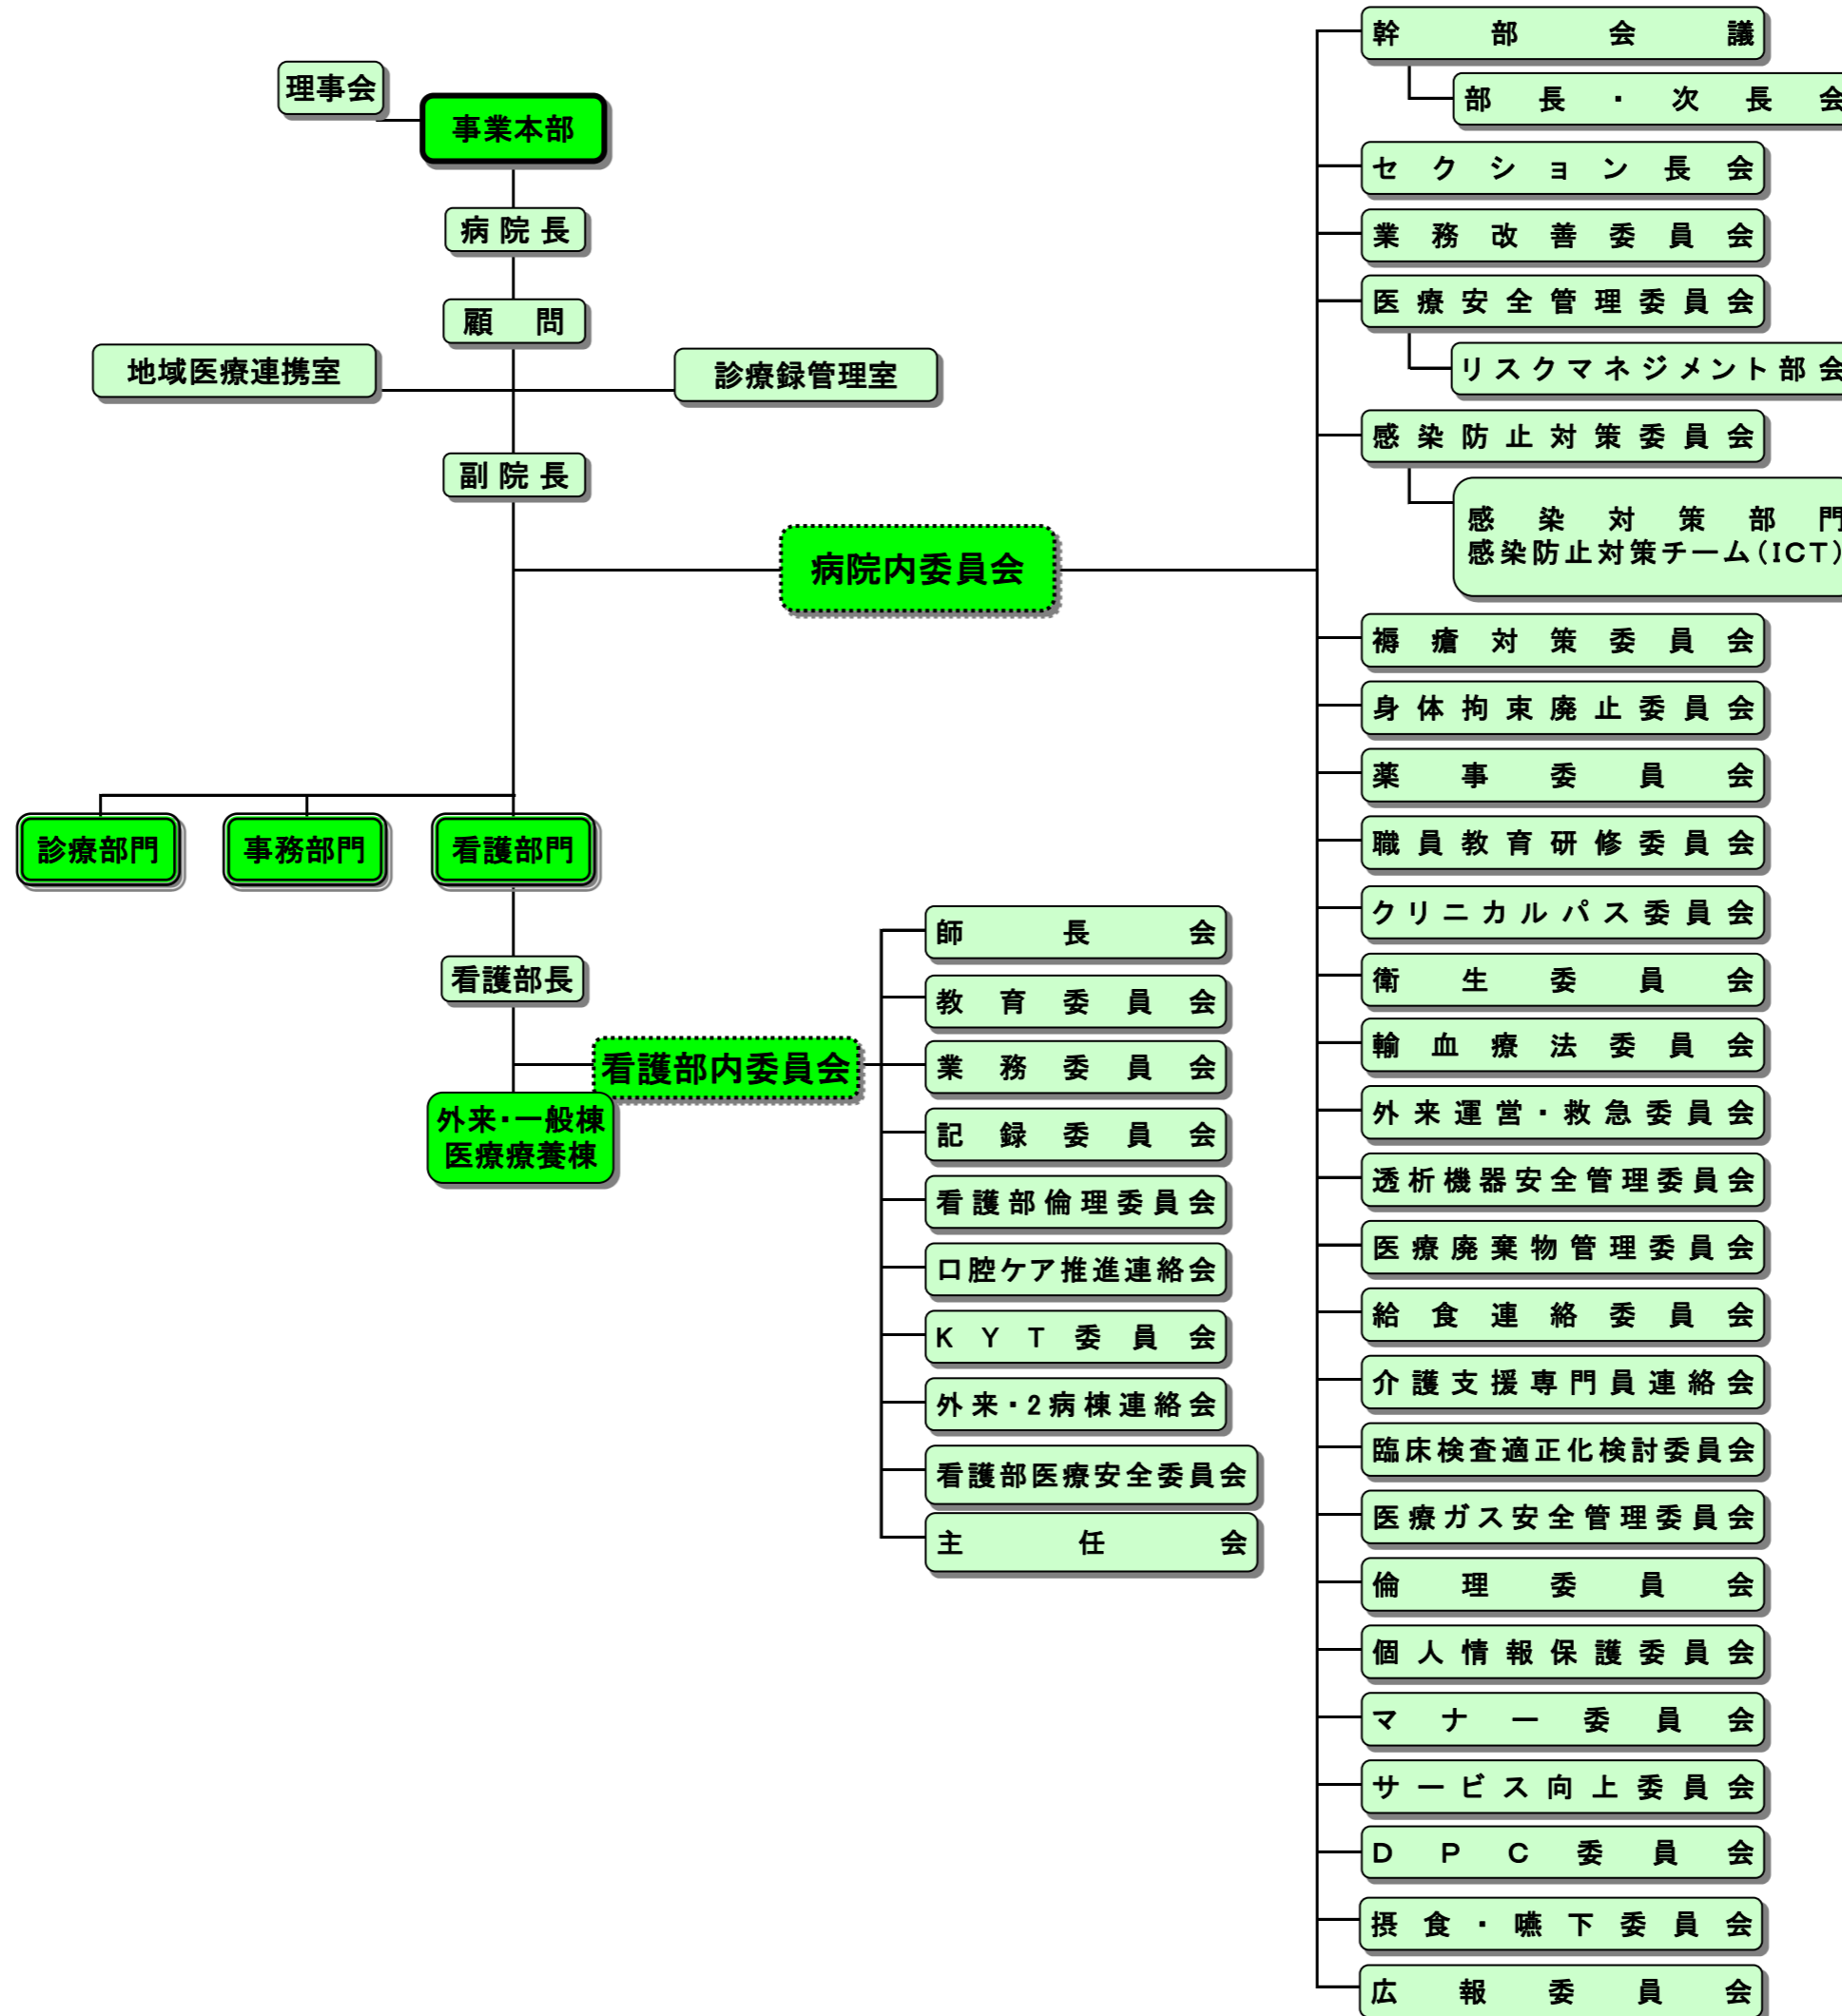 理事会
事業本部
病院長
顧問
地域医療連携室
診療録管理室
副院長
病院内委員会
診療部門
事務部門
看護部門
看護部長
看護部内委員会
外来・一般棟
医療療養棟
師長会
教育委員会
業務委員会
記録委員会
看護部倫理委員会
口腔ケア推進連絡会
KYT委員会
外来・2病棟連絡会
看護部医療安全委員会
主任会
幹部会議
部長・次長会
セクション長会
業務改善委員会
医療安全管理委員会
リスクマネジメント部会
感染防止対策委員会
感染対策部門
感染防止対策チーム(ICT)
褥瘡対策委員会
身体拘束廃止委員会
薬事委員会
職員教育研修委員会
クリニカルパス委員会
衛生委員会
輸血療法委員会
外来運営・救急委員会
透析機器安全管理委員会
医療廃棄物管理委員会
給食連絡委員会
介護支援専門員連絡会
臨床検査適正化検討委員会
医療ガス安全管理委員会
倫理委員会
個人情報保護委員会
マナー委員会
サービス向上委員会
DPC委員会
摂食・嚥下委員会
広報委員会